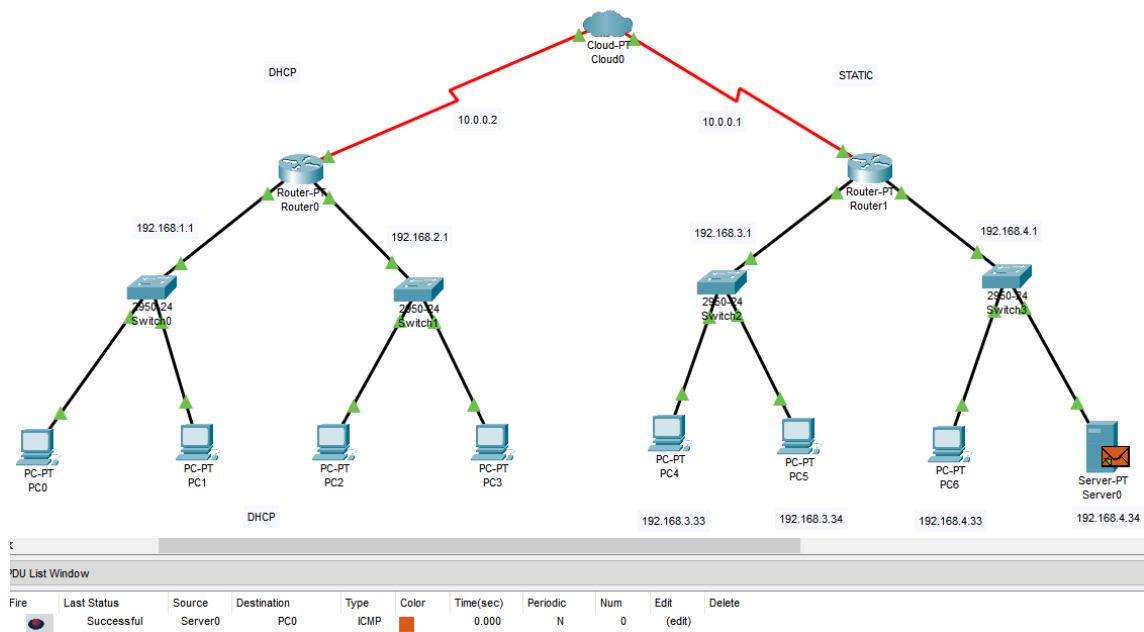 Cloud-PT
Cloud0
DHCP
STATIC
10.0.0.2
10.0.0.1
Router-PT
Router0
Router-PT
Router1
192.168.1.1
192.168.2.1
192.168.3.1
192.168.4.1
2950-24
Switch0
2950-24
Switch1
2950-24
Switch2
2950-24
Switch3
PC-PT
PC0
PC-PT
PC1
PC-PT
PC2
PC-PT
PC3
PC-PT
PC4
PC-PT
PC5
PC-PT
PC6
Server-PT
Server0
DHCP
192.168.3.33
192.168.3.34
192.168.4.33
192.168.4.34
PDU List Window
Fire Last Status Source Destination Type Color Time(sec) Periodic Num Edit Delete
Successful Server0 PC0 ICMP 0.000 N 0 (edit)